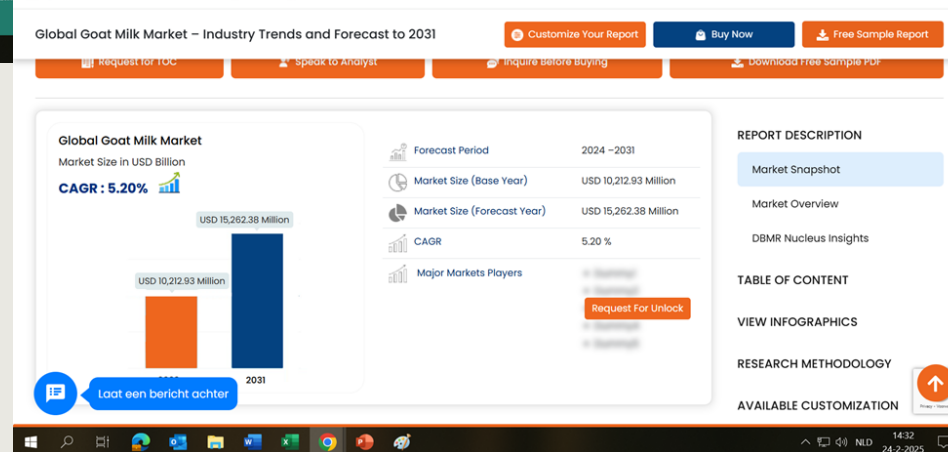 Global Goat Milk Market – Industry Trends and Forecast to 2031
Customize Your Report
Buy Now
Free Sample Report
Request for TOC
Speak to Analyst
Inquire Before Buying
Download Free Sample PDF
Global Goat Milk Market
Market Size in USD Billion
CAGR : 5.20%
USD 15,262.38 Million
USD 10,212.93 Million
2031
Forecast Period 2024 –2031
Market Size (Base Year) USD 10,212.93 Million
Market Size (Forecast Year) USD 15,262.38 Million
CAGR 5.20 %
Major Markets Players
Request For Unlock
REPORT DESCRIPTION
Market Snapshot
Market Overview
DBMR Nucleus Insights
TABLE OF CONTENT
VIEW INFOGRAPHICS
RESEARCH METHODOLOGY
AVAILABLE CUSTOMIZATION
Laat een bericht achter
NLD
14:32
24-2-2025